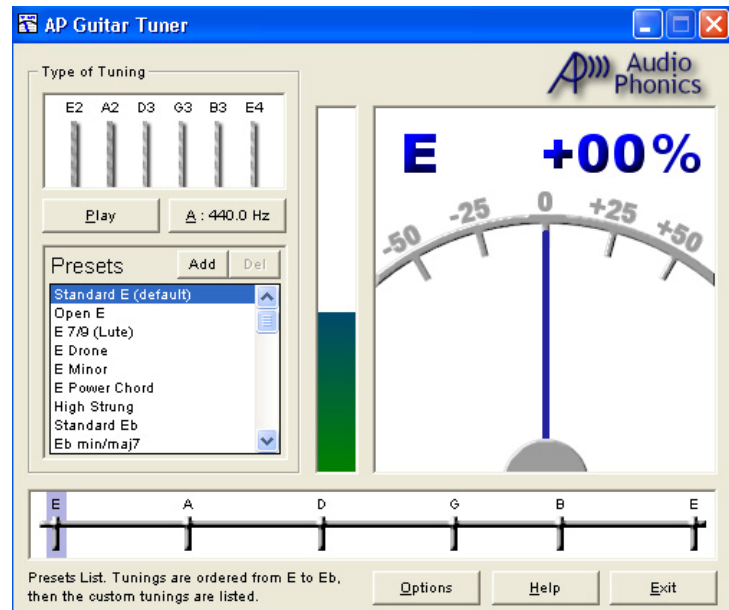 AP Guitar Tuner
Audio
Phonics
Type of Tuning
E2 A2 D3 G3 B3 E4
Play
A : 440.0 Hz
Presets
Add
Del
Standard E (default)
Open E
E 7/9 (Lute)
E Drone
E Minor
E Power Chord
High Strung
Standard Eb
Eb min/maj7
E +00%
-50 -25 0 +25 +50
E A D G B E
Presets List. Tunings are ordered from E to Eb,
then the custom tunings are listed.
Options
Help
Exit